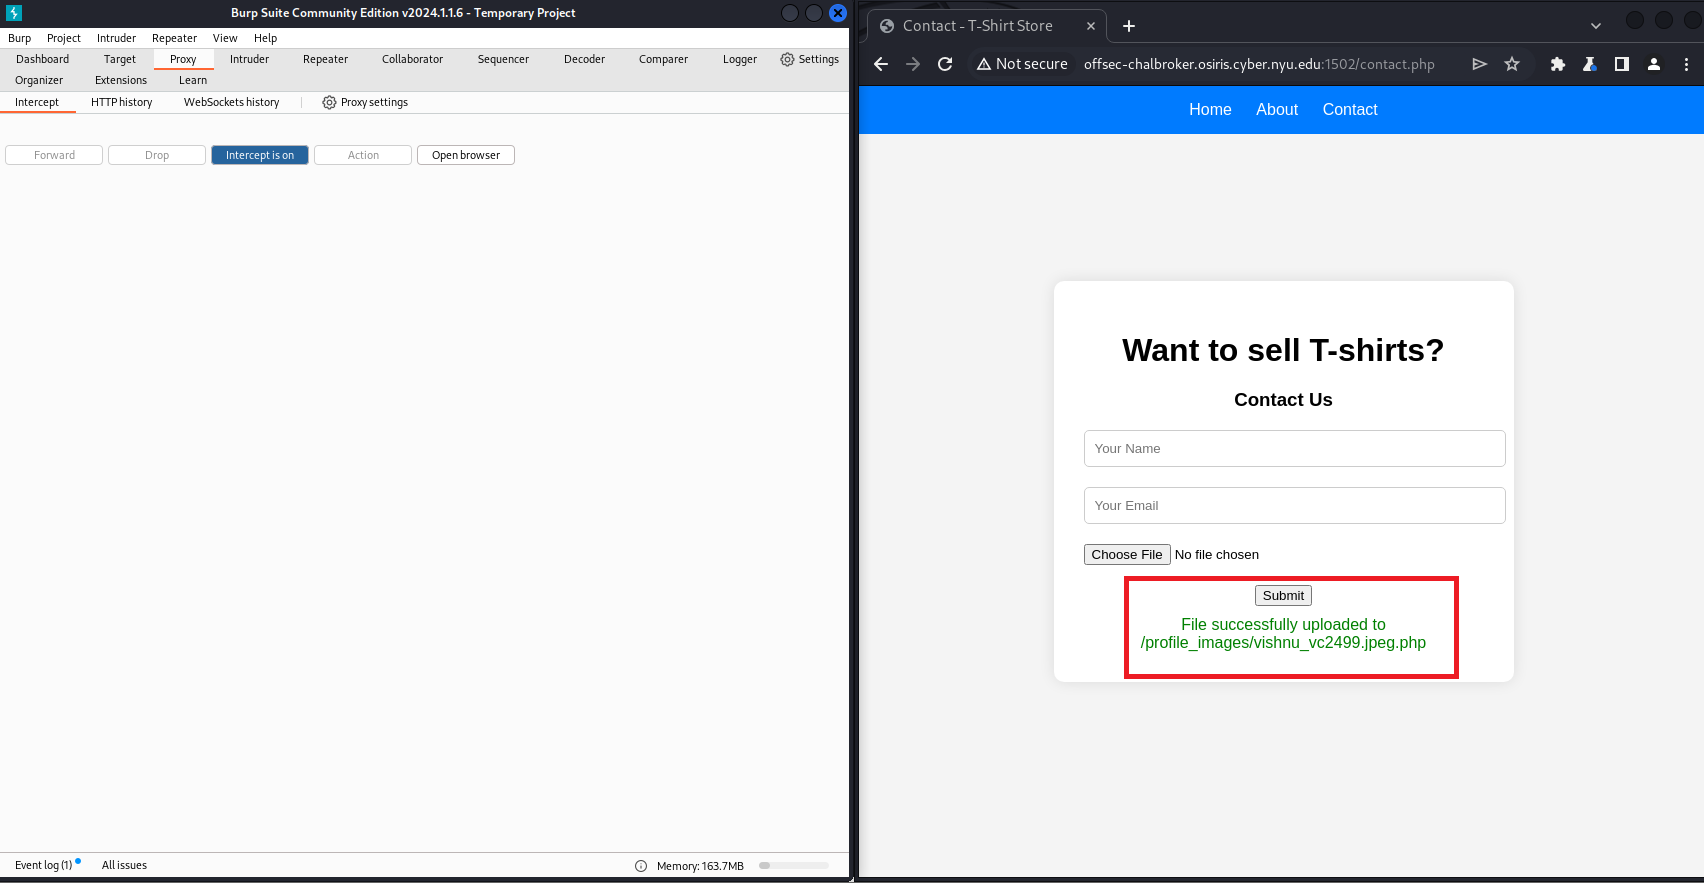 Burp Suite Community Edition v2024.1.1.6 - Temporary Project
Burp Project Intruder Repeater View Help
Dashboard Target Proxy Intruder Repeater Collaborator Sequencer Decoder Comparer Logger Settings
Organizer Extensions Learn
Intercept HTTP history WebSockets history Proxy settings
Forward Drop Intercept is on Action Open browser
Event log (1) All issues Memory: 163.7MB
Contact - T-Shirt Store
Not secure offsec-chalbroker.osiris.cyber.nyu.edu:1502/contact.php
Home About Contact
Want to sell T-shirts?
Contact Us
Your Name
Your Email
Choose File No file chosen
Submit
File successfully uploaded to
/profile_images/vishnu_vc2499.jpeg.php